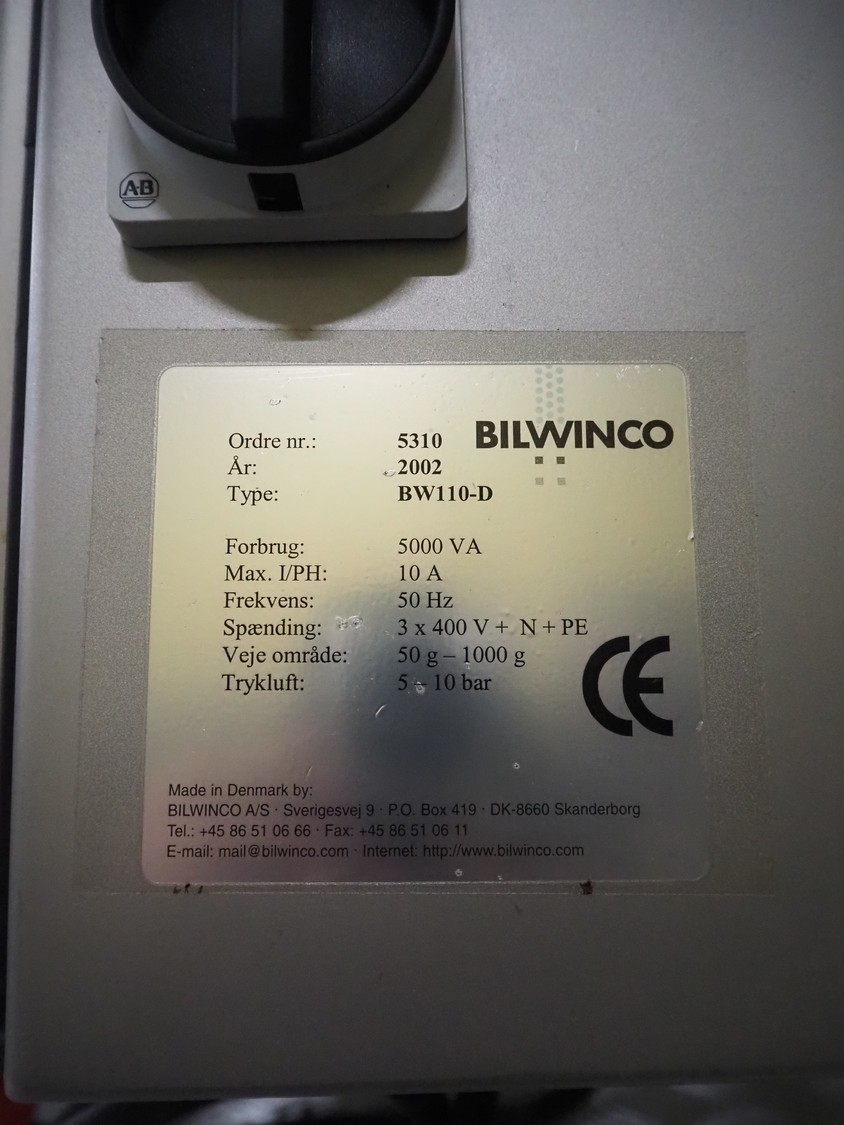 A-B
BILWINCO
Ordre nr.: 5310
År: 2002
Type: BW110-D
Forbrug: 5000 VA
Max. I/PH: 10 A
Frekvens: 50 Hz
Spænding: 3 x 400 V + N + PE
Veje område: 50 g – 1000 g
Trykluft: 5 – 10 bar
CE
Made in Denmark by:
BILWINCO A/S · Sverigesvej 9 · P.O. Box 419 · DK-8660 Skanderborg
Tel.: +45 86 51 06 66 · Fax: +45 86 51 06 11
E-mail: mail@bilwinco.com · Internet: http://www.bilwinco.com